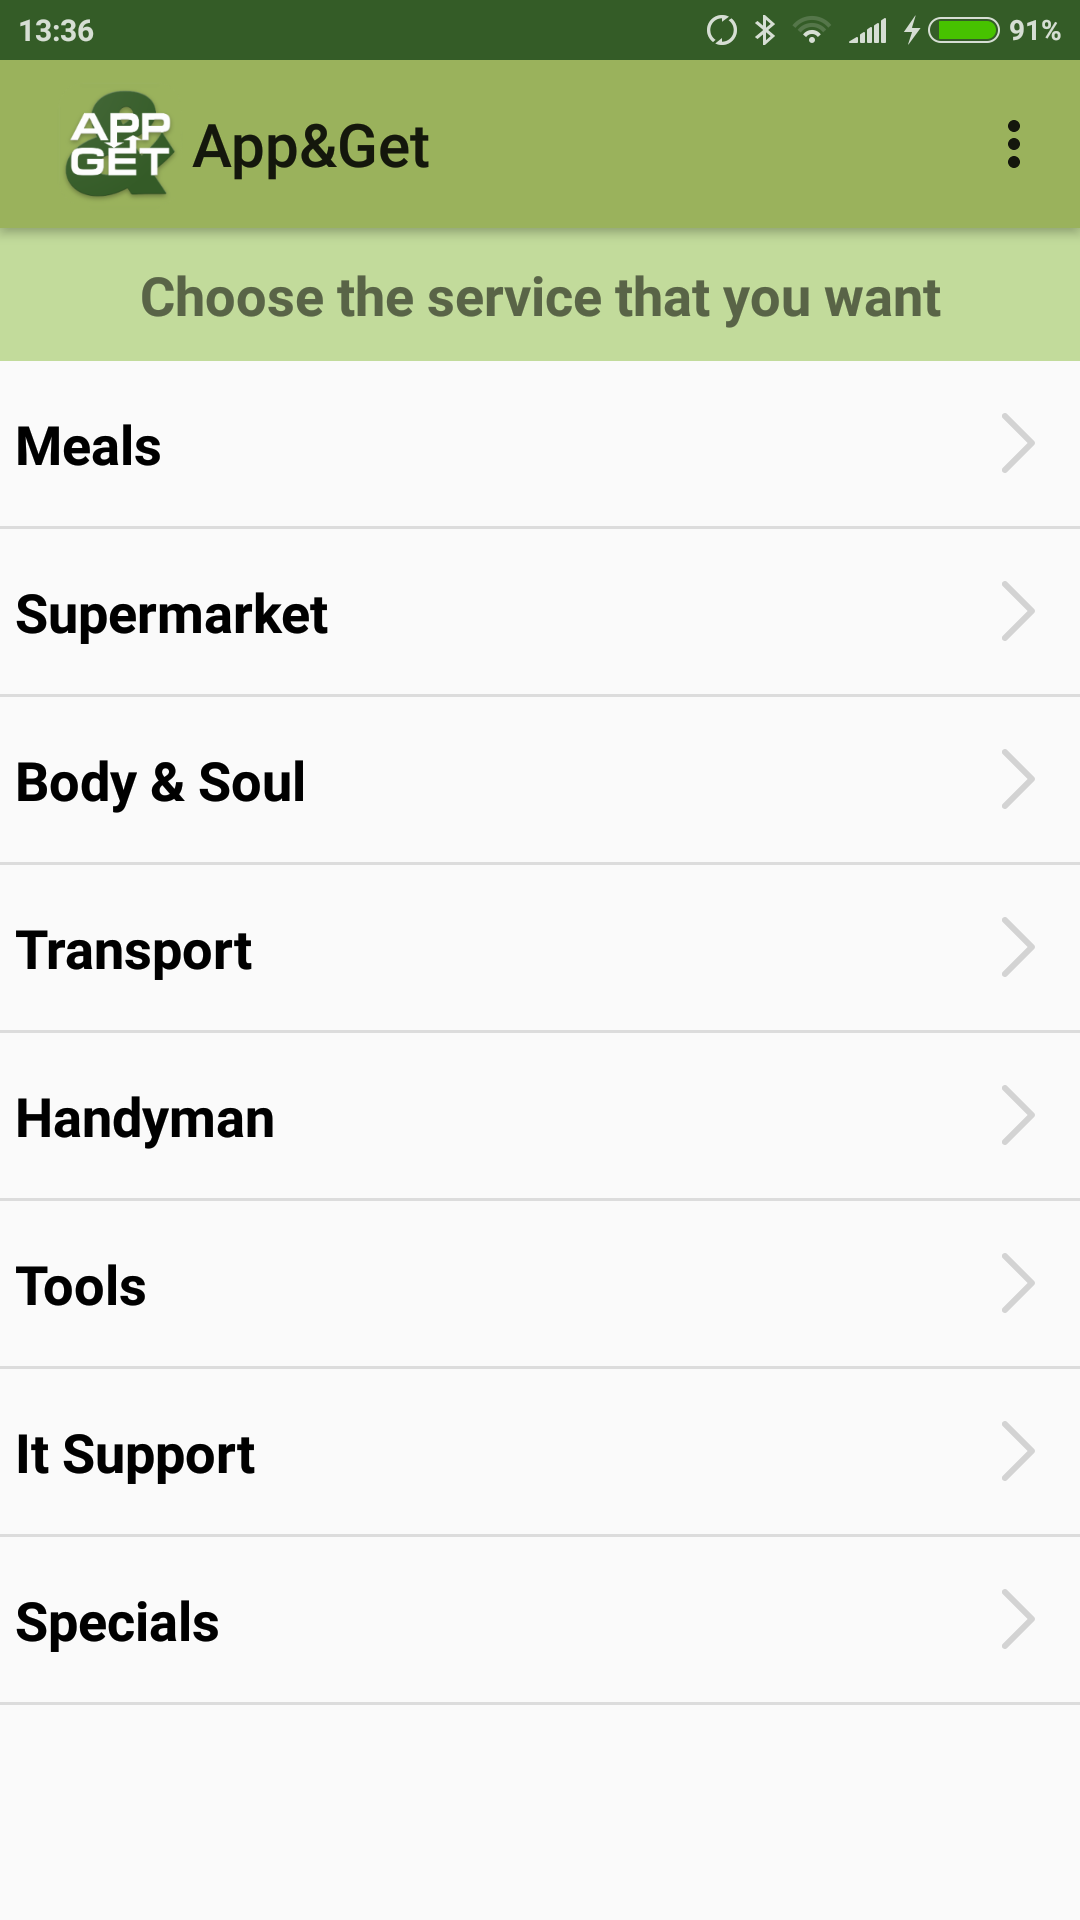 13:36 91%
APP
GET
App&Get
Choose the service that you want
Meals
Supermarket
Body & Soul
Transport
Handyman
Tools
It Support
Specials